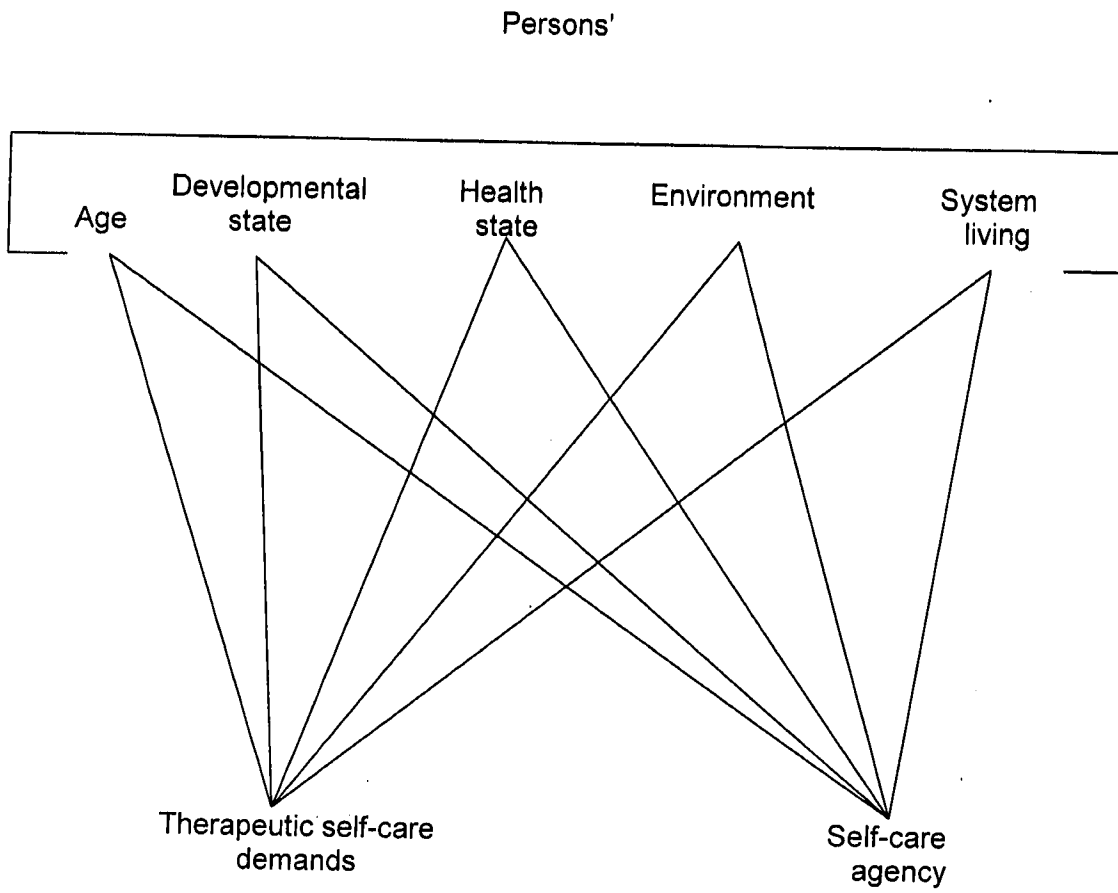 Persons'
Age
Developmental
state
Health
state
Environment
System
living
Therapeutic self-care
demands
Self-care
agency